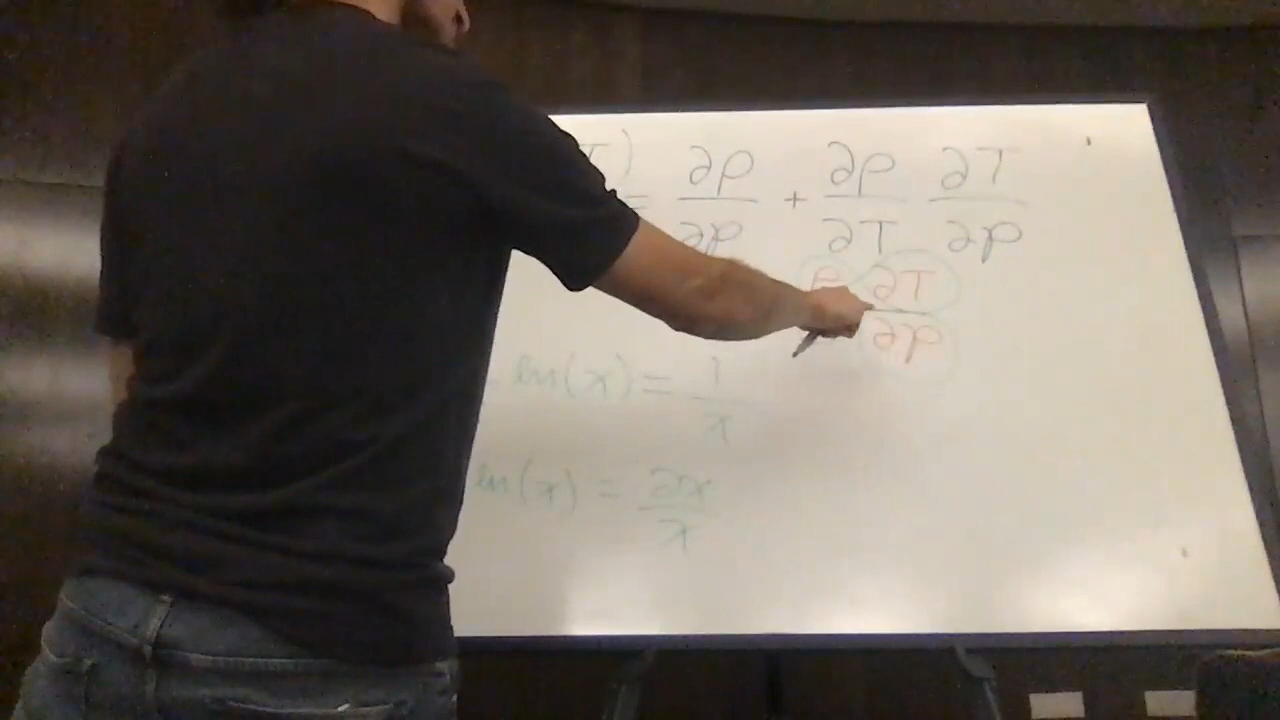 T) = ∂ρ/∂p + ∂ρ/∂T ∂T/∂p
P ∂T/∂p
ln(x) = 1/x
ln(x) = ∂x/x